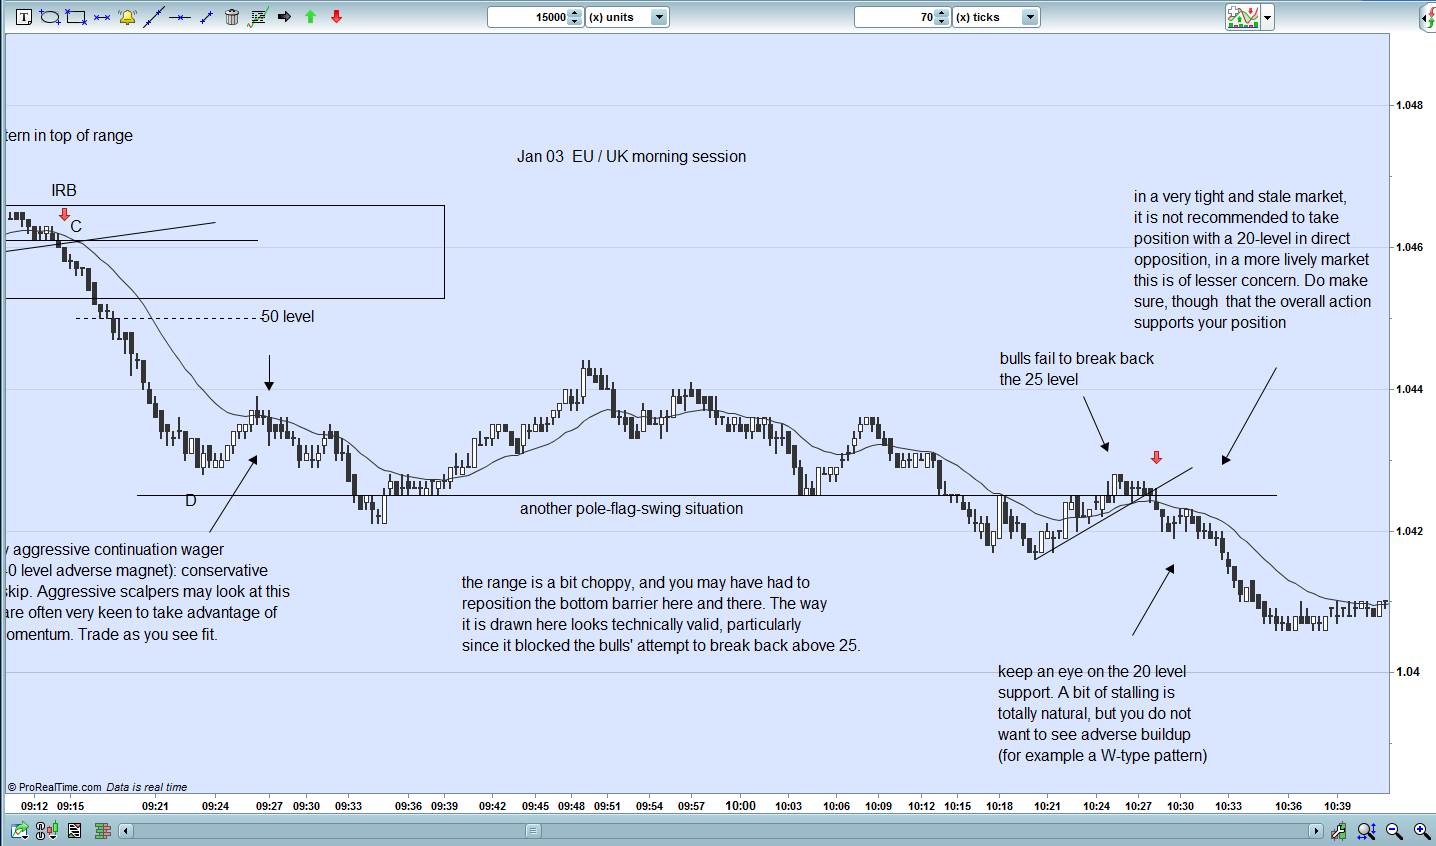 T
15000 (x) units
70 (x) ticks
1.048
tern in top of range
Jan 03 EU / UK morning session
IRB
C
in a very tight and stale market,
it is not recommended to take
position with a 20-level in direct
opposition, in a more lively market
this is of lesser concern. Do make
sure, though that the overall action
supports your position
1.046
50 level
bulls fail to break back
the 25 level
1.044
D
another pole-flag-swing situation
1.042
aggressive continuation wager
0 level adverse magnet): conservative
skip. Aggressive scalpers may look at this
are often very keen to take advantage of
omentum. Trade as you see fit.
the range is a bit choppy, and you may have had to
reposition the bottom barrier here and there. The way
it is drawn here looks technically valid, particularly
since it blocked the bulls' attempt to break back above 25.
keep an eye on the 20 level
support. A bit of stalling is
totally natural, but you do not
want to see adverse buildup
(for example a W-type pattern)
1.04
© ProRealTime.com Data is real time
09:12 09:15 09:21 09:24 09:27 09:30 09:33 09:36 09:39 09:42 09:45 09:48 09:51 09:54 09:57 10:00 10:03 10:06 10:09 10:12 10:15 10:18 10:21 10:24 10:27 10:30 10:33 10:36 10:39